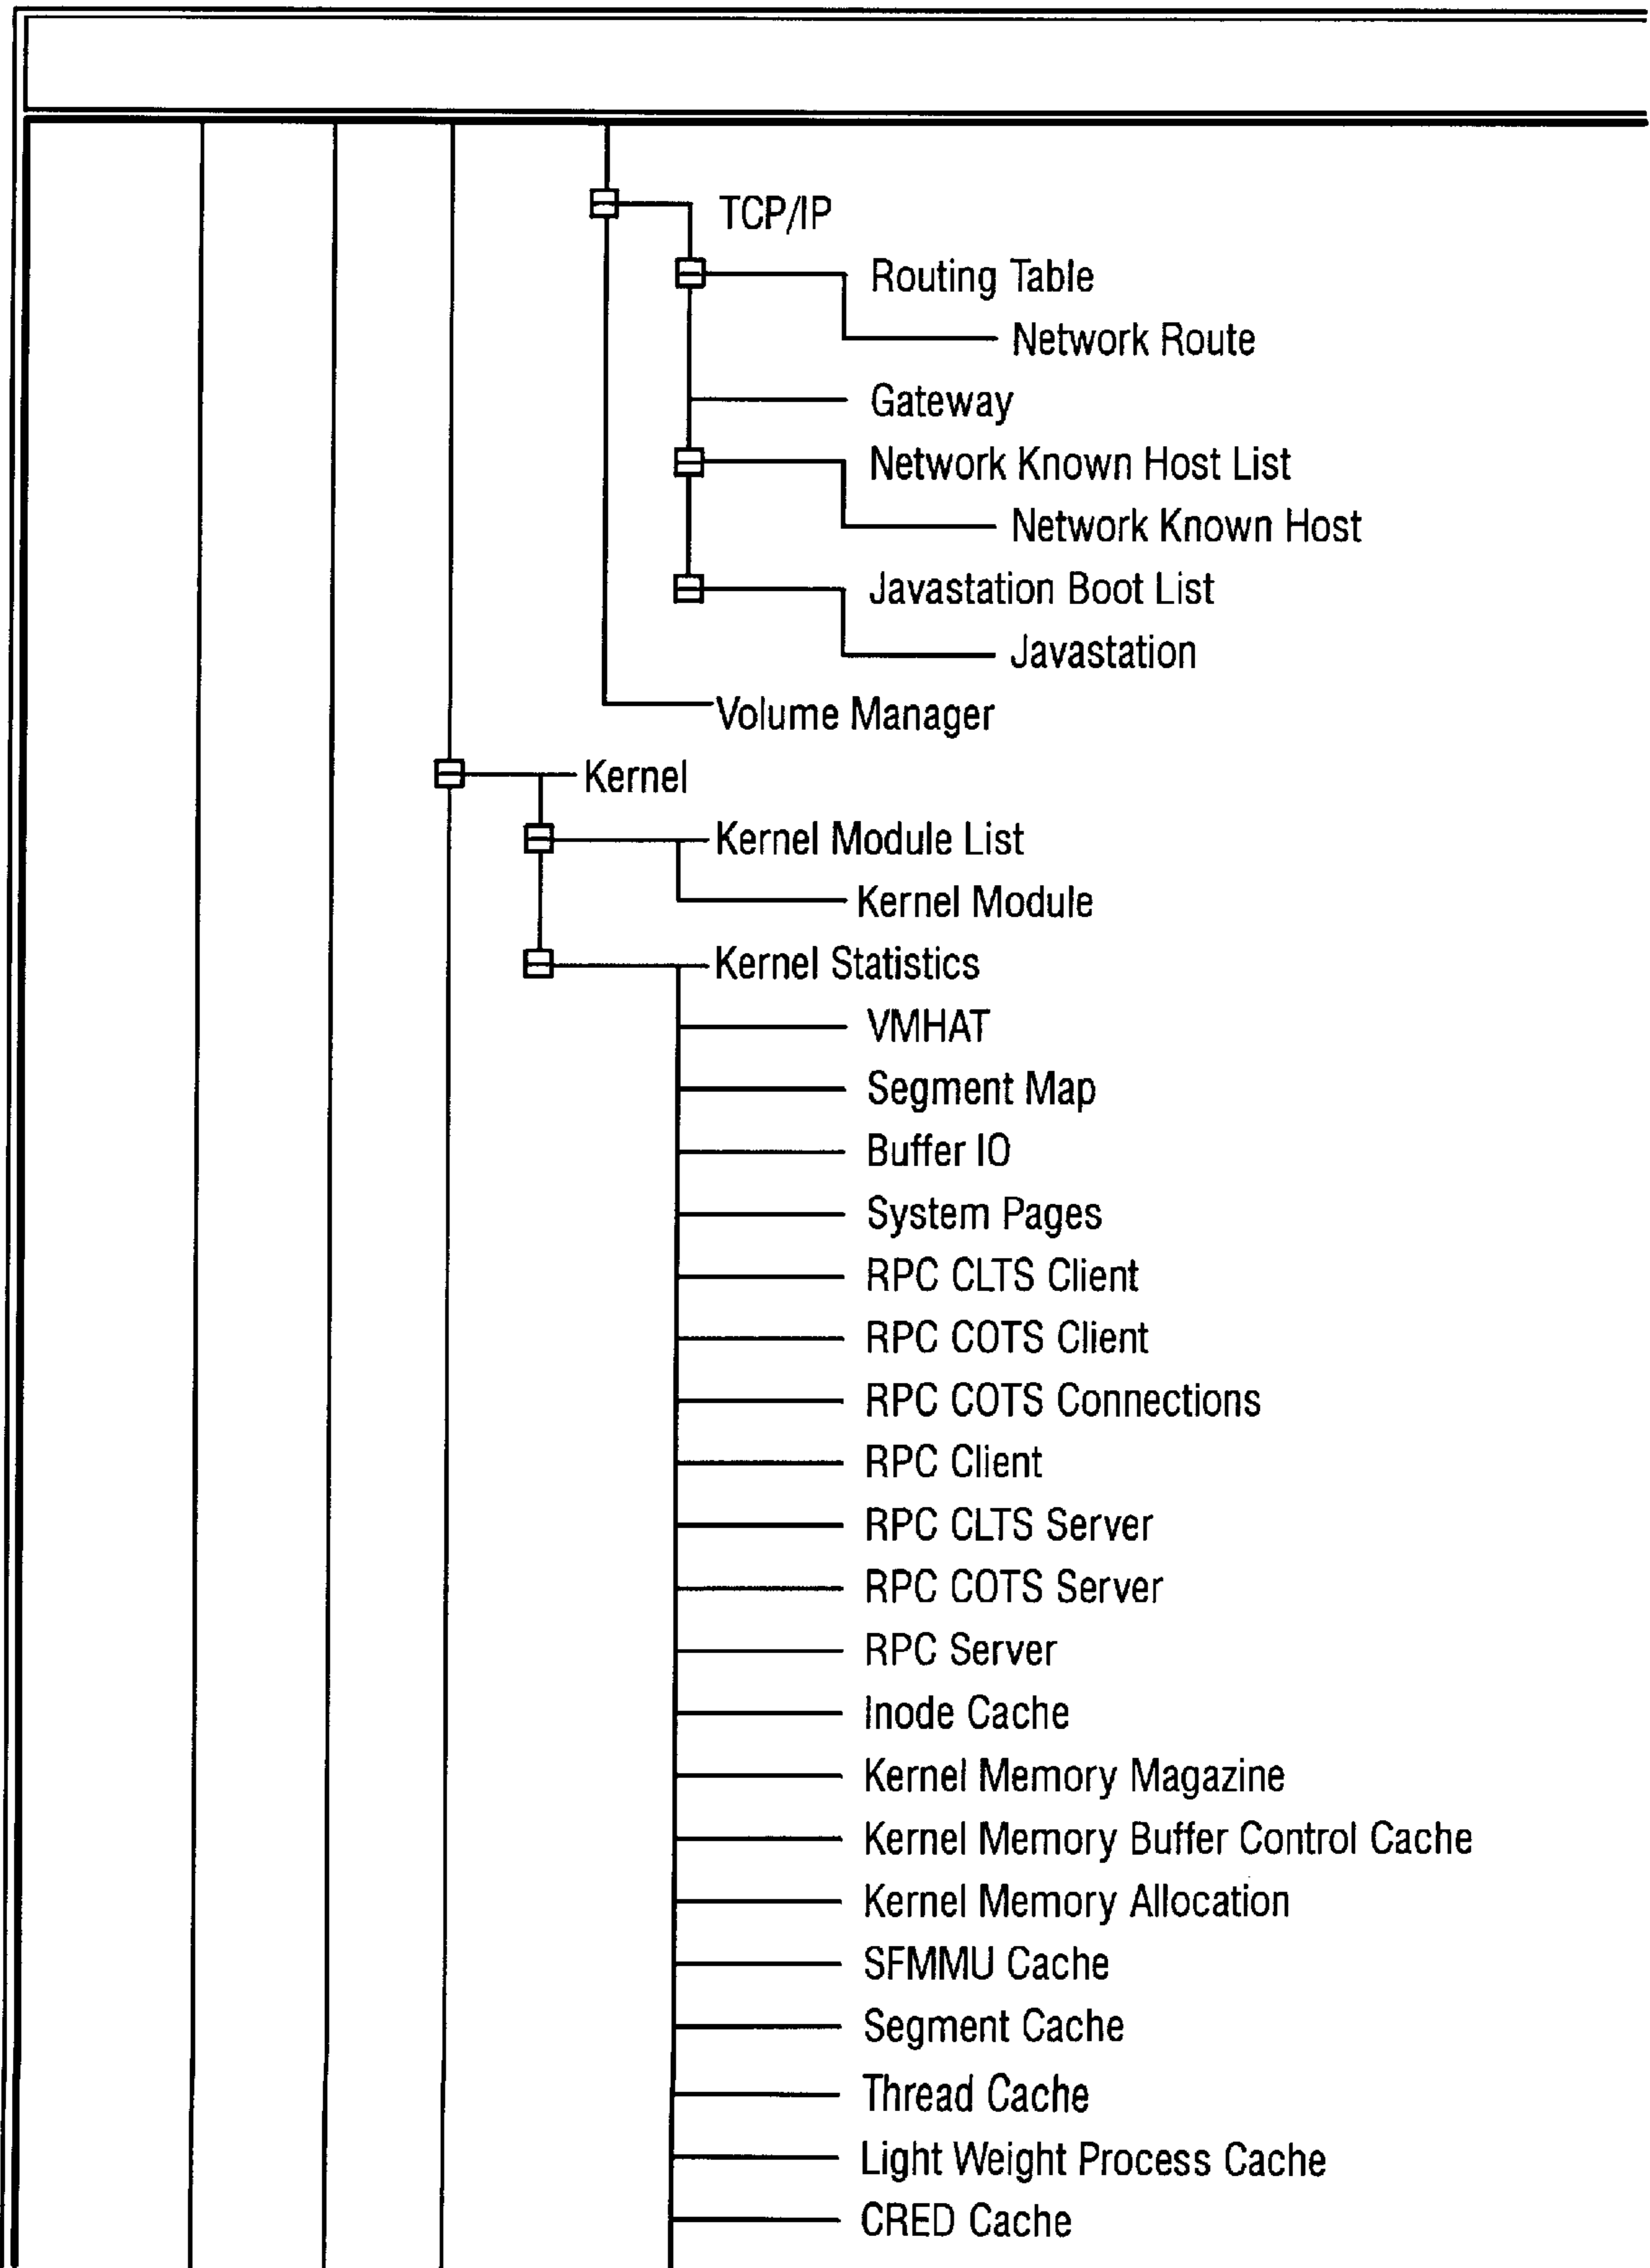 TCP/IP
Routing Table
Network Route
Gateway
Network Known Host List
Network Known Host
Javastation Boot List
Javastation
Volume Manager
Kernel
Kernel Module List
Kernel Module
Kernel Statistics
VMHAT
Segment Map
Buffer IO
System Pages
RPC CLTS Client
RPC COTS Client
RPC COTS Connections
RPC Client
RPC CLTS Server
RPC COTS Server
RPC Server
Inode Cache
Kernel Memory Magazine
Kernel Memory Buffer Control Cache
Kernel Memory Allocation
SFMMU Cache
Segment Cache
Thread Cache
Light Weight Process Cache
CRED Cache